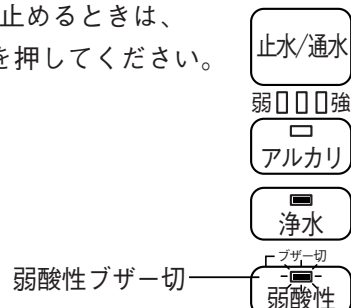 止めるときは、
を押してください。
止水/通水
弱 強
アルカリ
浄水
ブザー切
弱酸性ブザー切
弱酸性